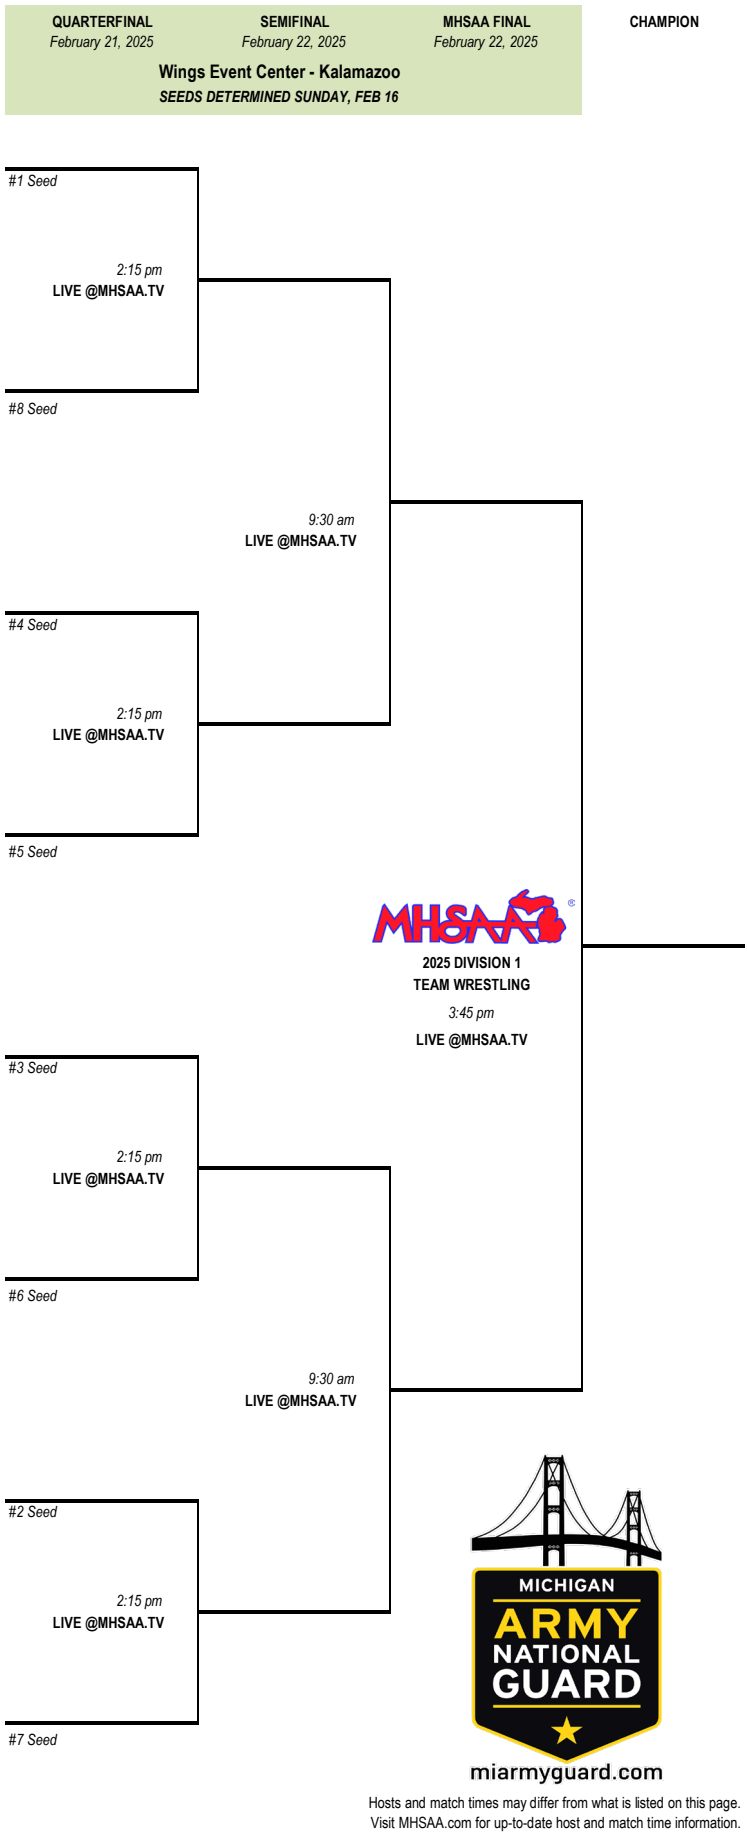 QUARTERFINAL SEMIFINAL MHSAA FINAL CHAMPION
February 21, 2025 February 22, 2025 February 22, 2025
Wings Event Center - Kalamazoo
SEEDS DETERMINED SUNDAY, FEB 16
#1 Seed
2:15 pm
LIVE @MHSAA.TV
#8 Seed
9:30 am
LIVE @MHSAA.TV
#4 Seed
2:15 pm
LIVE @MHSAA.TV
#5 Seed
MHSAA ®
2025 DIVISION 1
TEAM WRESTLING
3:45 pm
LIVE @MHSAA.TV
#3 Seed
2:15 pm
LIVE @MHSAA.TV
#6 Seed
9:30 am
LIVE @MHSAA.TV
#2 Seed
2:15 pm
LIVE @MHSAA.TV
#7 Seed
MICHIGAN
ARMY
NATIONAL
GUARD
miarmyguard.com
Hosts and match times may differ from what is listed on this page.
Visit MHSAA.com for up-to-date host and match time information.